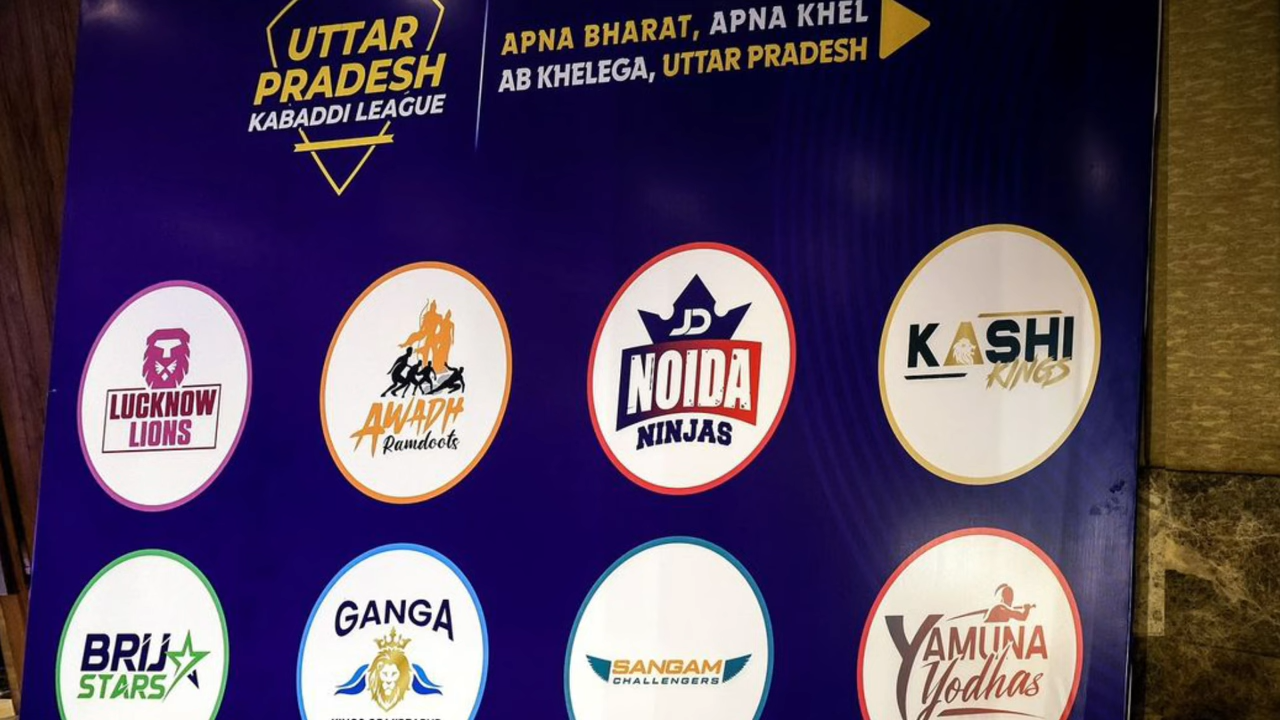 UTTAR
PRADESH
KABADDI LEAGUE
APNA BHARAT, APNA KHEL
AB KHELEGA, UTTAR PRADESH
LUCKNOW
LIONS
AWADH
Ramdoots
JD
NOIDA
NINJAS
KASHI
KINGS
BRIJ
STARS
GANGA
SANGAM
CHALLENGERS
YAMUNA
Yodhas